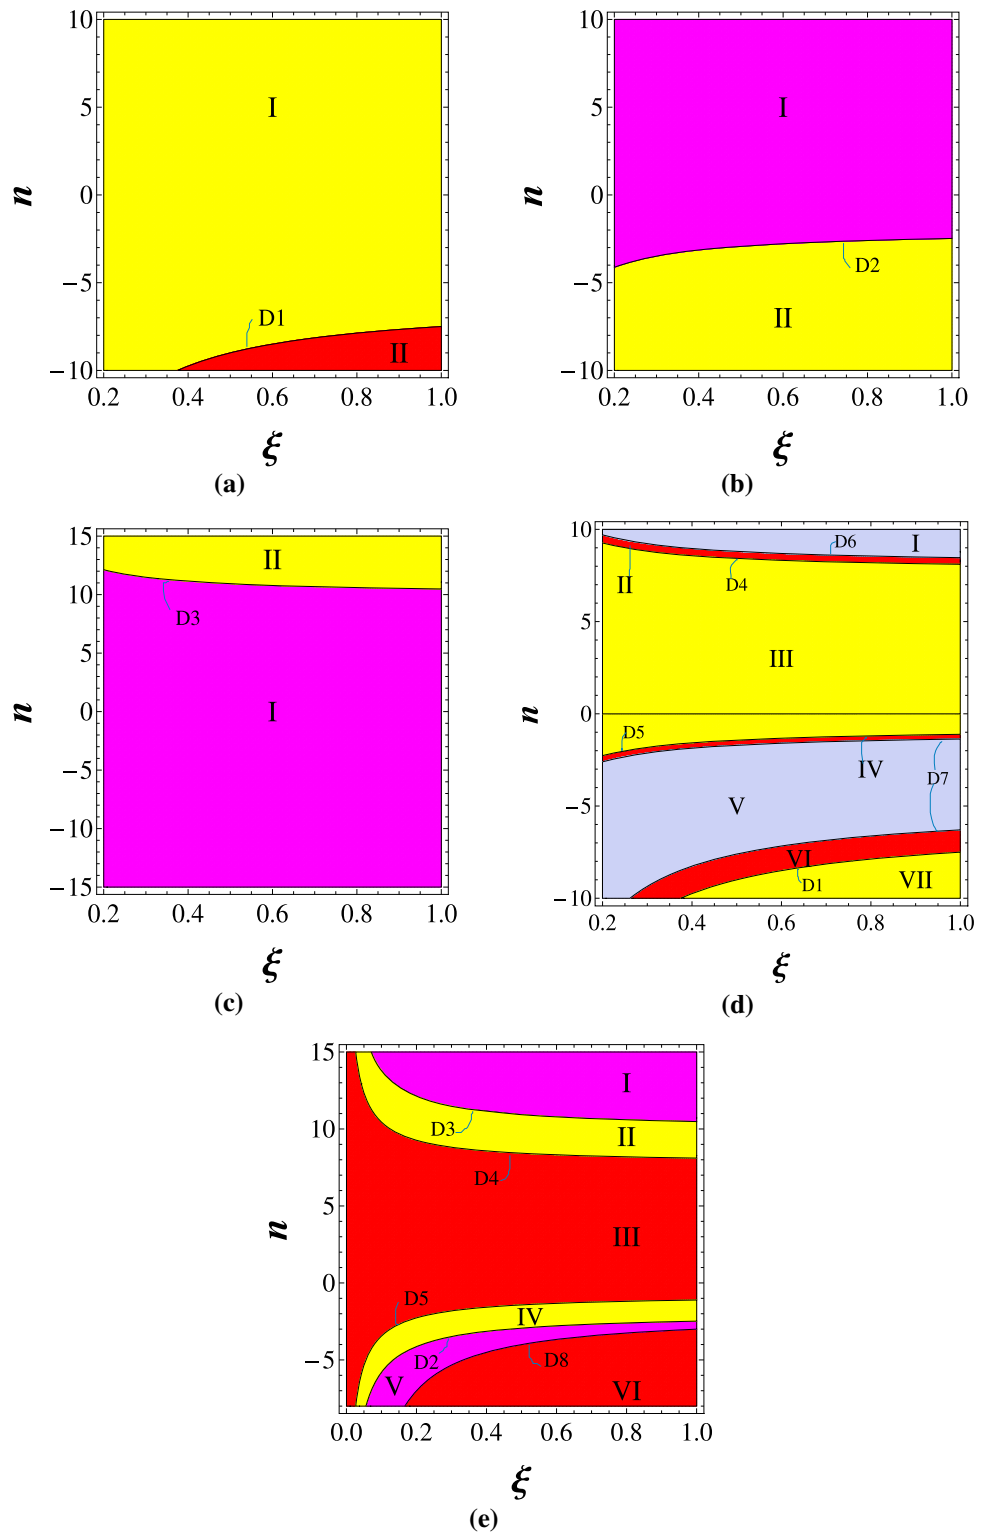 10
5
0
−5
−10
n
I
D1
II
0.2 0.4 0.6 0.8 1.0
ξ
(a)
10
5
0
−5
−10
n
I
D2
II
0.2 0.4 0.6 0.8 1.0
ξ
(b)
15
10
5
0
−5
−10
−15
n
II
D3
I
0.2 0.4 0.6 0.8 1.0
ξ
(c)
10
5
0
−5
−10
n
D6 I
II D4
III
D5
IV
D7
V
VI
D1 VII
0.2 0.4 0.6 0.8 1.0
ξ
(d)
15
10
5
0
−5
n
I
D3 II
D4
III
D5
IV
D2 D8
V VI
0.0 0.2 0.4 0.6 0.8 1.0
ξ
(e)